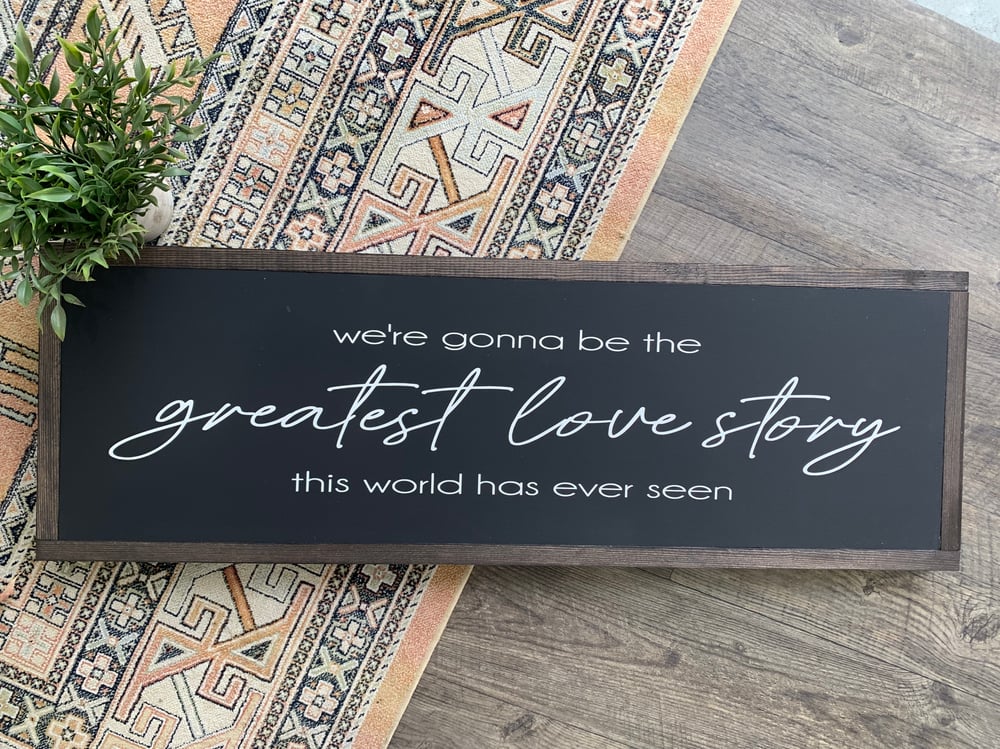 we're gonna be the
greatest love story
this world has ever seen